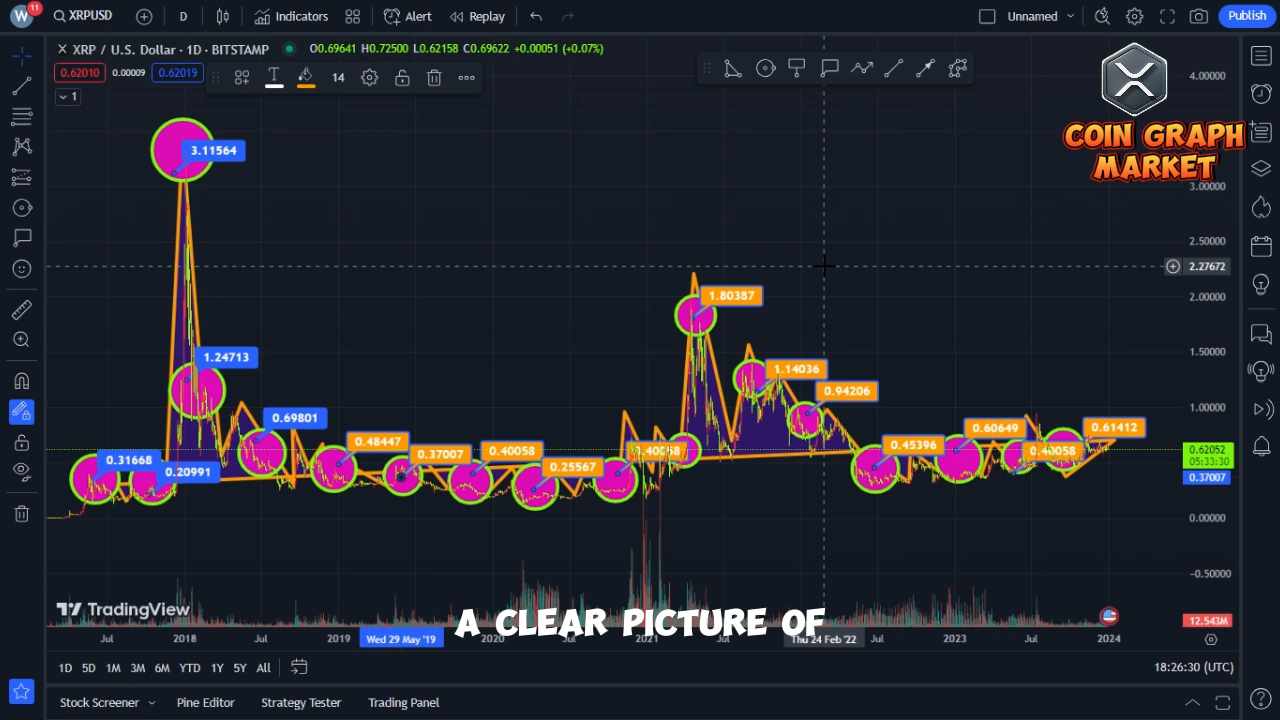 W 11 XRPUSD D Indicators Alert Replay Unnamed Publish
XRP / U.S. Dollar · 1D · BITSTAMP O0.69641 H0.72500 L0.62158 C0.69622 +0.00051 (+0.07%)
0.62010 0.00009 0.62019 14
1
COIN GRAPH
MARKET
4.00000
3.00000
2.50000
2.27672
2.00000
1.50000
1.00000
0.62052
05:33:30
0.37007
0.00000
−0.50000
12.543M
3.11564
1.24713
0.69801
0.31668
0.20991
0.48447
0.37007
0.40058
0.25567
0.40058
1.80387
1.14036
0.94206
0.45396
0.60649
0.40058
0.61412
TradingView
A CLEAR PICTURE OF
Jul 2018 Jul 2019 Wed 29 May '19 2020 Jul 2021 Jul Thu 24 Feb '22 Jul 2023 Jul 2024
1D 5D 1M 3M 6M YTD 1Y 5Y All 18:26:30 (UTC)
Stock Screener Pine Editor Strategy Tester Trading Panel